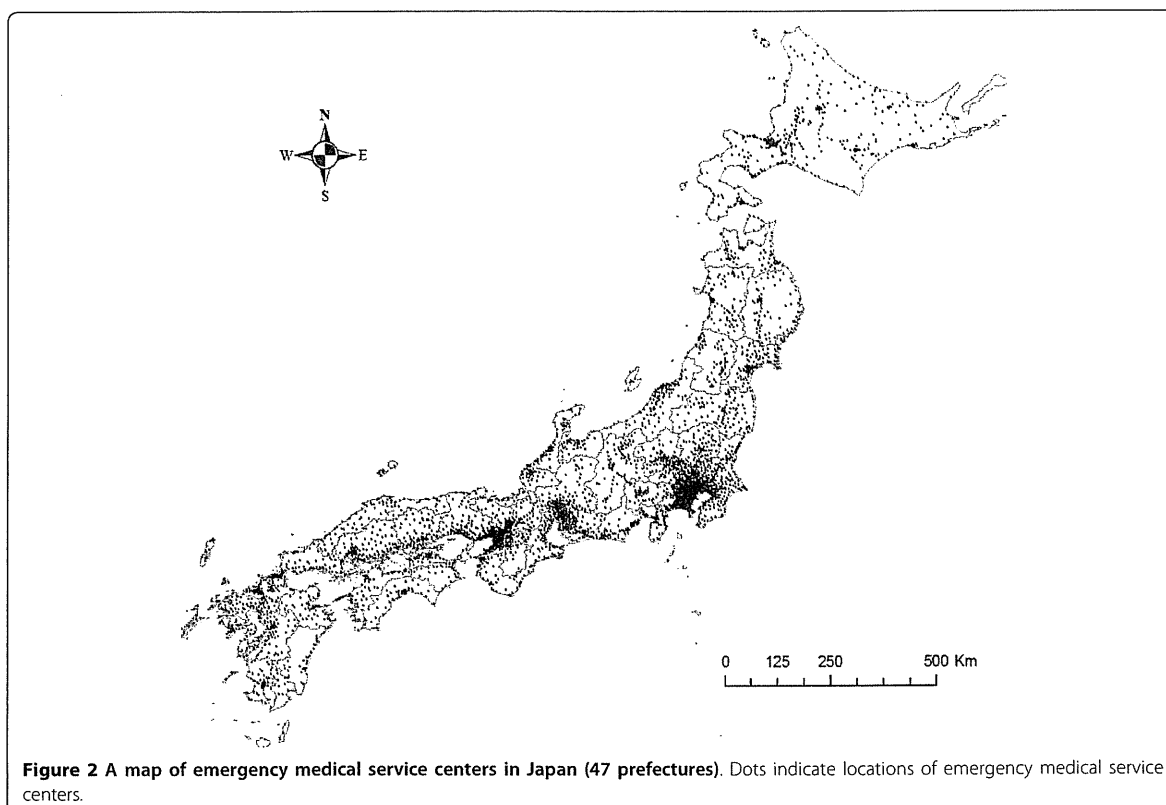 N
W E
S
0 125 250 500 Km
Figure 2 A map of emergency medical service centers in Japan (47 prefectures). Dots indicate locations of emergency medical service
centers.